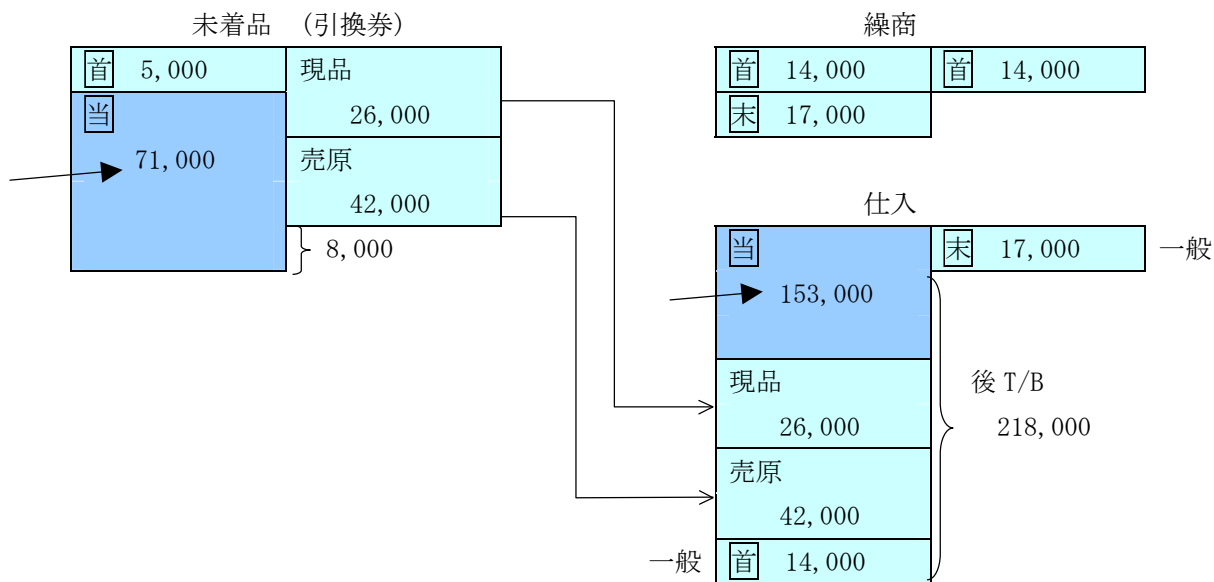 未着品 (引換券)
首 5,000
現品
26,000
当
71,000
売原
42,000
8,000
繰商
首 14,000
首 14,000
末 17,000
仕入
当
153,000
末 17,000
一般
現品
26,000
後 T/B
218,000
売原
42,000
一般
首 14,000